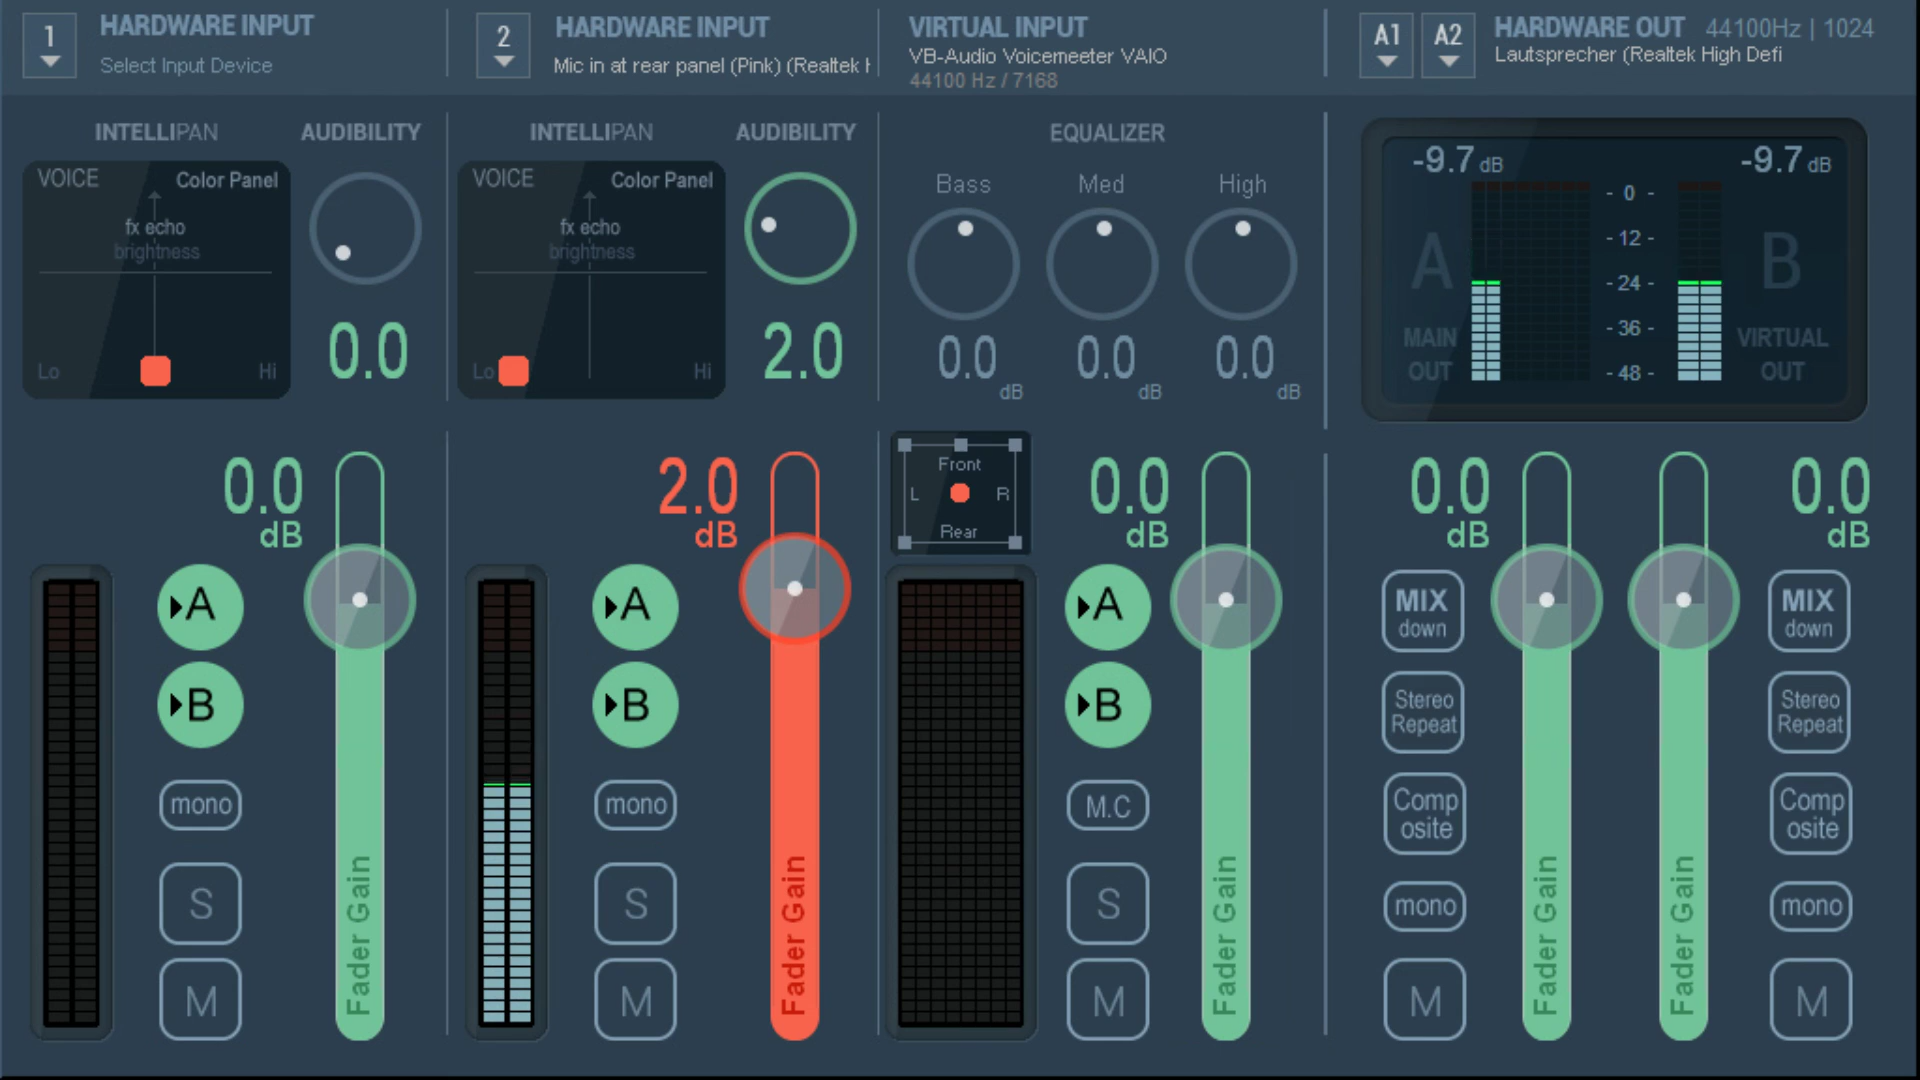 1
HARDWARE INPUT
Select Input Device
2
HARDWARE INPUT
Mic in at rear panel (Pink) (Realtek H
VIRTUAL INPUT
VB-Audio Voicemeeter VAIO
44100 Hz / 7168
A1
A2
HARDWARE OUT 44100Hz | 1024
Lautsprecher (Realtek High Defi
INTELLIPAN
AUDIBILITY
VOICE
Color Panel
fx echo
brightness
Lo
Hi
0.0
INTELLIPAN
AUDIBILITY
VOICE
Color Panel
fx echo
brightness
Lo
Hi
2.0
EQUALIZER
Bass Med High
0.0 dB
0.0 dB
0.0 dB
-9.7 dB
-9.7 dB
- 0 -
- 12 -
- 24 -
- 36 -
- 48 -
A
MAIN
OUT
B
VIRTUAL
OUT
0.0
dB
A
B
mono
S
M
Fader Gain
2.0
dB
A
B
mono
S
M
Fader Gain
Front
L R
Rear
0.0
dB
A
B
M.C
S
M
Fader Gain
0.0
dB
MIX
down
Stereo
Repeat
Comp
osite
mono
M
Fader Gain
Fader Gain
0.0
dB
MIX
down
Stereo
Repeat
Comp
osite
mono
M